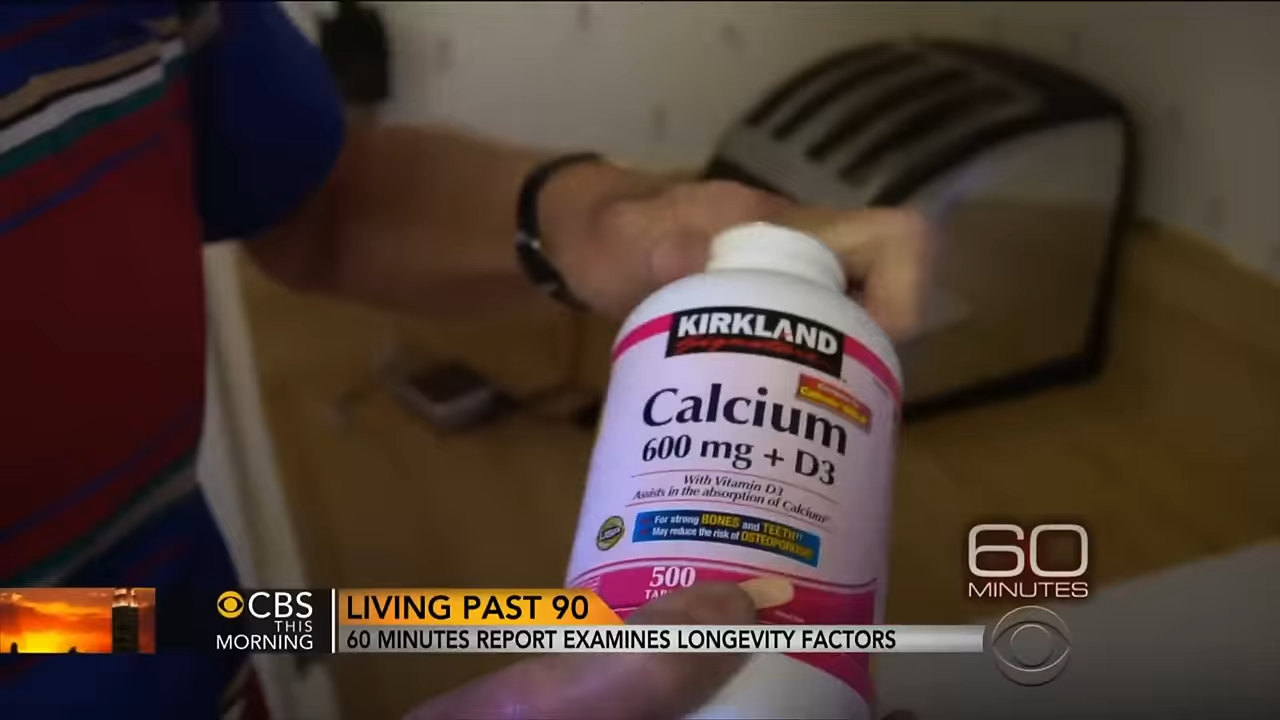 KIRKLAND
Signature
Calcium
600 mg + D3
With Vitamin D3
Assists in the absorption of Calcium
USP
For strong BONES and TEETH††
May reduce the risk of OSTEOPOROSIS
500
60
MINUTES
CBS
THIS
MORNING
LIVING PAST 90
60 MINUTES REPORT EXAMINES LONGEVITY FACTORS